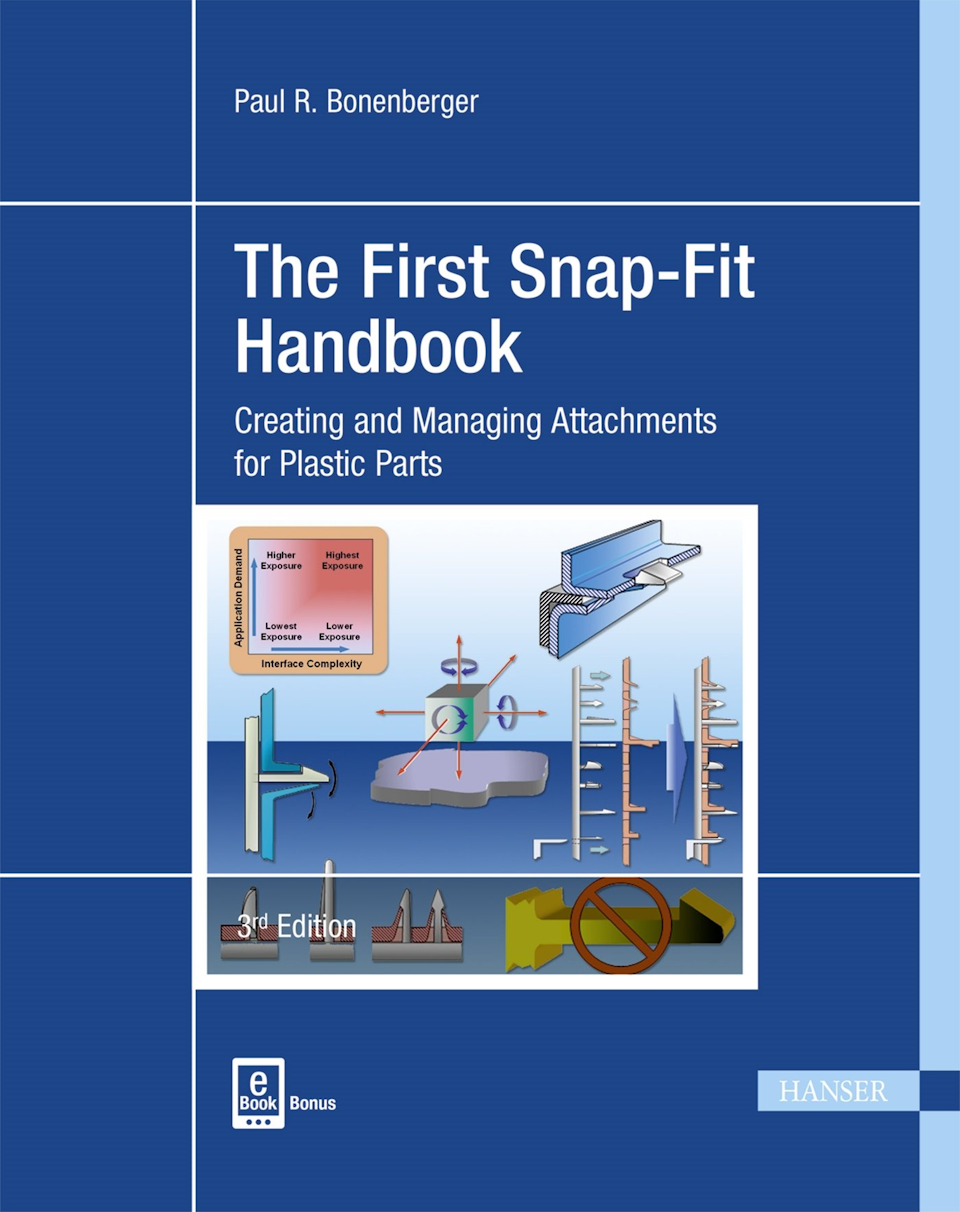 Paul R. Bonenberger
The First Snap-Fit
Handbook
Creating and Managing Attachments
for Plastic Parts
Application Demand
Higher
Exposure
Highest
Exposure
Lowest
Exposure
Lower
Exposure
Interface Complexity
3rd Edition
e
Book
Bonus
HANSER